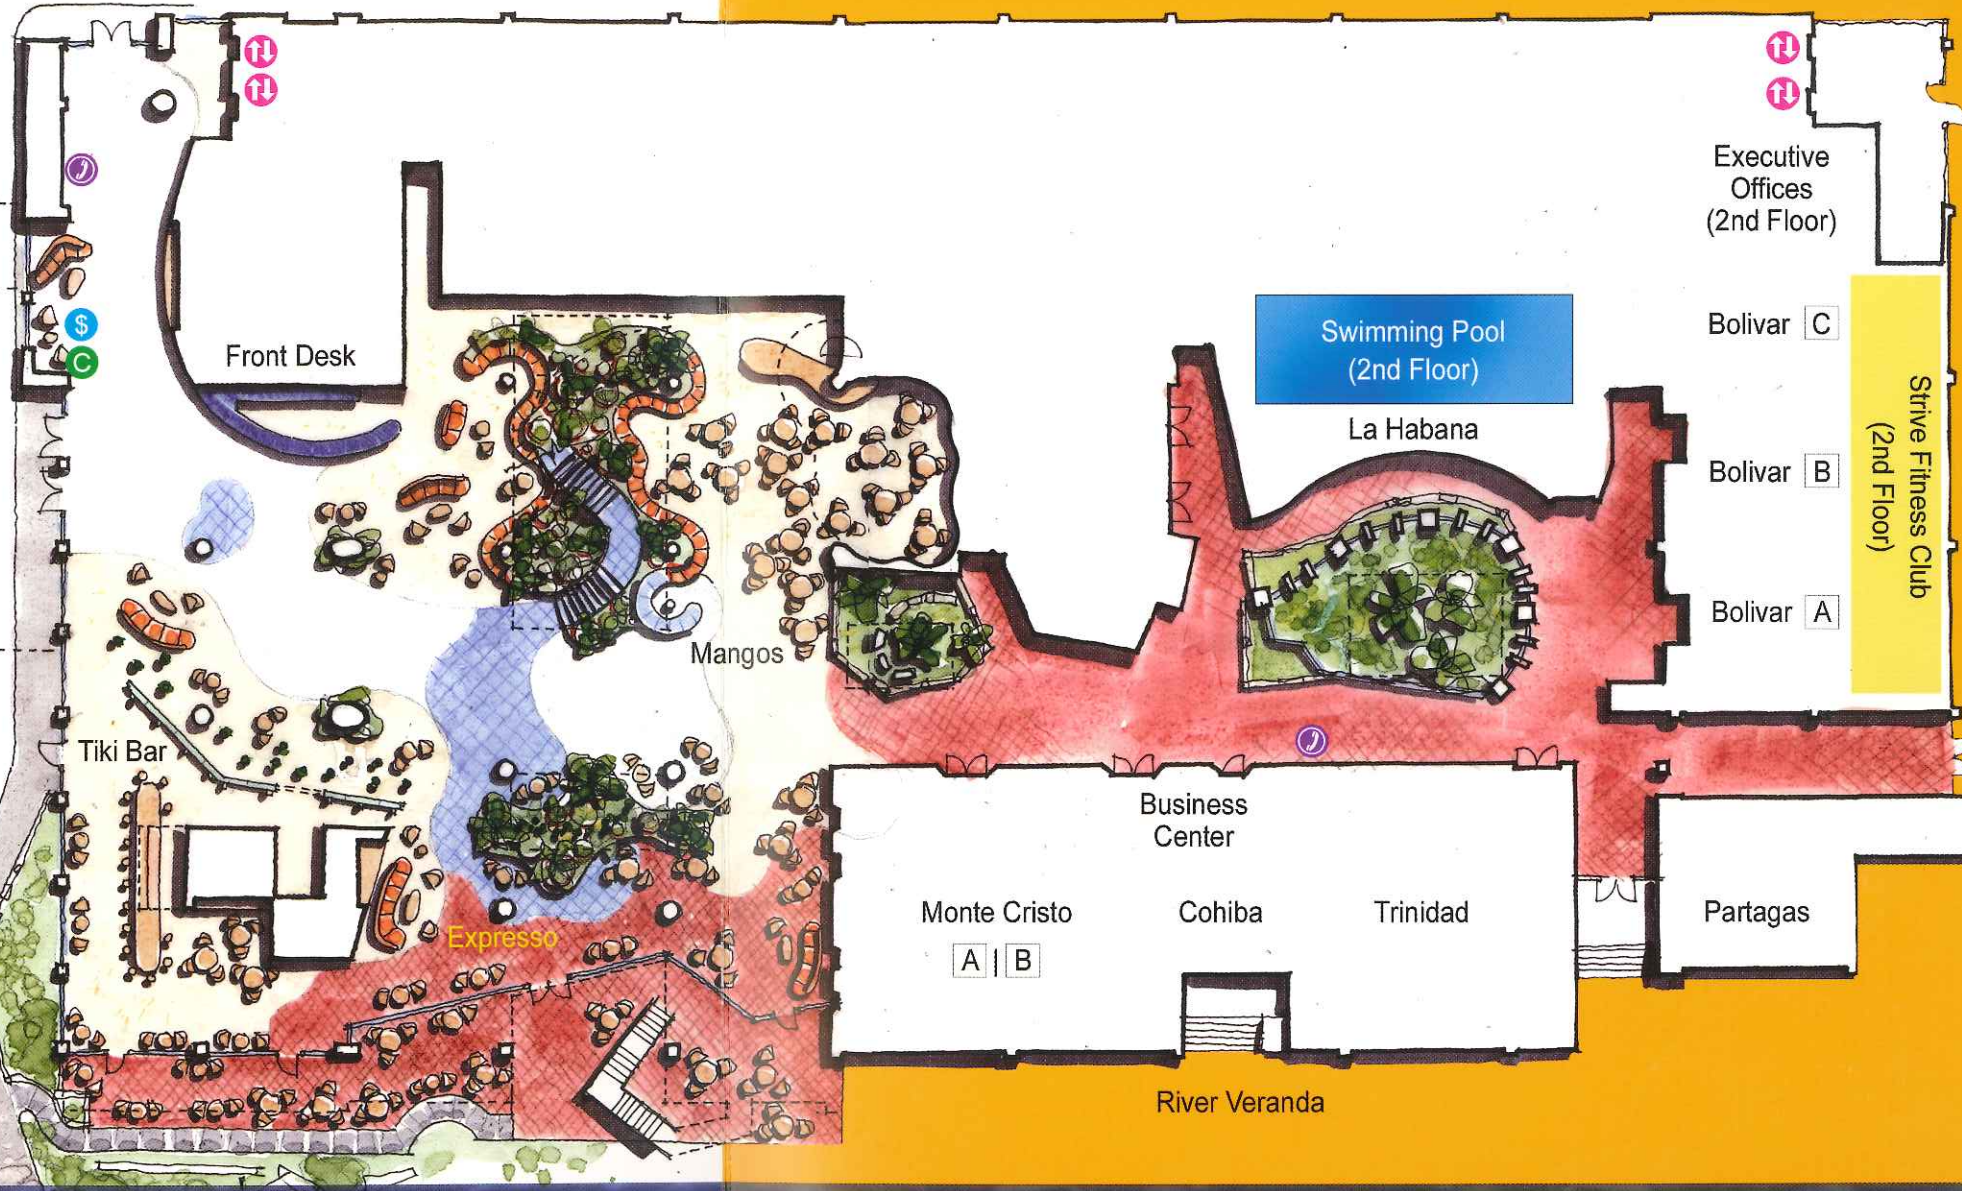 Executive
Offices
(2nd Floor)
$
C
Front Desk
Swimming Pool
(2nd Floor)
La Habana
Bolivar C
Bolivar B
Bolivar A
Strive Fitness Club
(2nd Floor)
Mangos
Tiki Bar
Business
Center
Expresso
Monte Cristo
A | B
Cohiba
Trinidad
Partagas
River Veranda